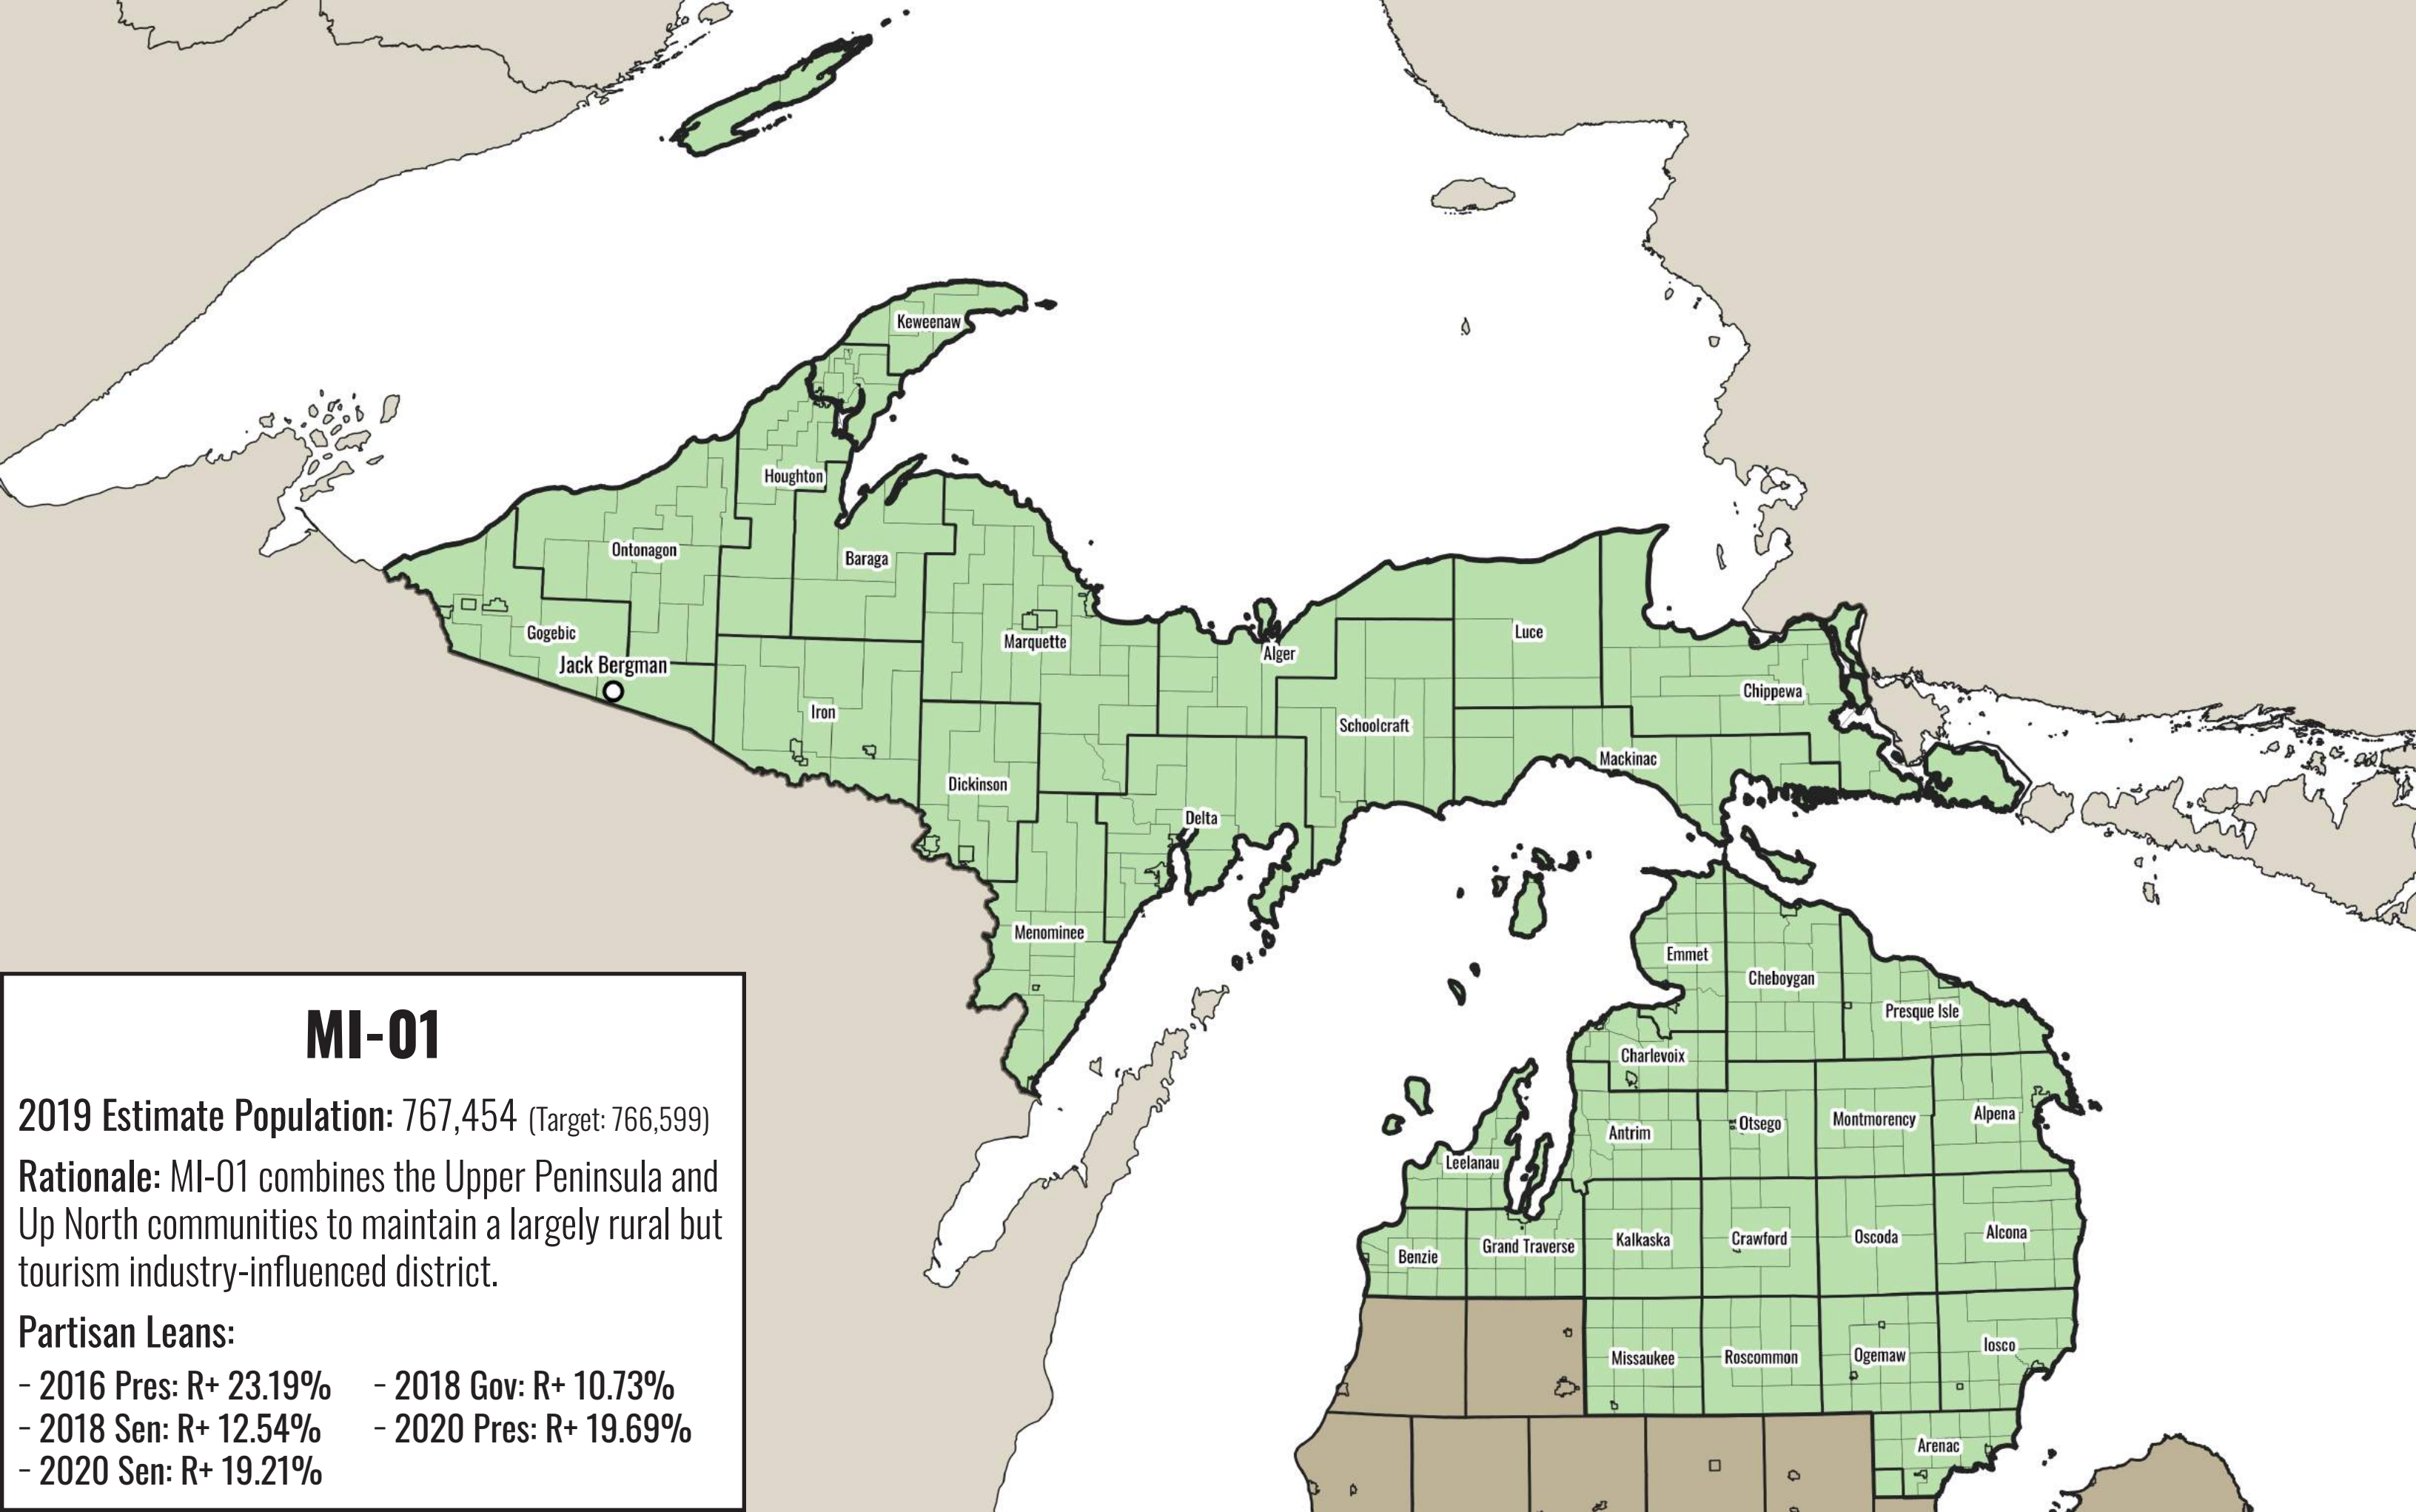 Keweenaw
Houghton
Ontonagon
Baraga
Gogebic
Jack Bergman
Marquette
Alger
Luce
Chippewa
Iron
Schoolcraft
Mackinac
Dickinson
Delta
Menominee
Emmet
Cheboygan
Presque Isle
Charlevoix
Antrim
Otsego
Montmorency
Alpena
Leelanau
Benzie
Grand Traverse
Kalkaska
Crawford
Oscoda
Alcona
Missaukee
Roscommon
Ogemaw
Iosco
Arenac
MI-01
2019 Estimate Population: 767,454 (Target: 766,599)
Rationale: MI-01 combines the Upper Peninsula and
Up North communities to maintain a largely rural but
tourism industry-influenced district.
Partisan Leans:
- 2016 Pres: R+ 23.19% - 2018 Gov: R+ 10.73%
- 2018 Sen: R+ 12.54% - 2020 Pres: R+ 19.69%
- 2020 Sen: R+ 19.21%